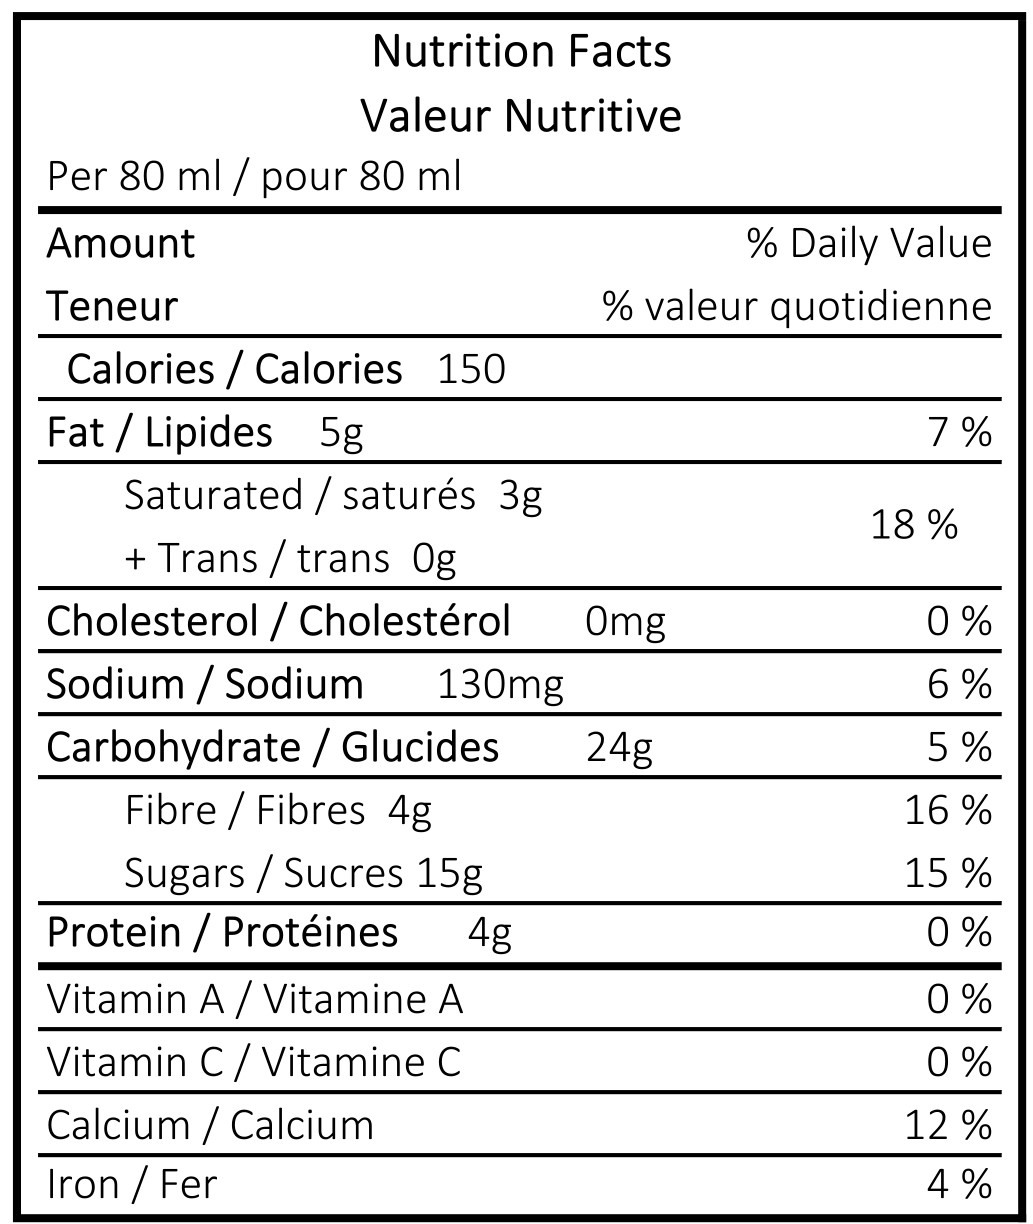 Nutrition Facts
Valeur Nutritive
Per 80 ml / pour 80 ml
Amount % Daily Value
Teneur % valeur quotidienne
Calories / Calories 150
Fat / Lipides 5g 7 %
Saturated / saturés 3g
18 %
+ Trans / trans 0g
Cholesterol / Cholestérol 0mg 0 %
Sodium / Sodium 130mg 6 %
Carbohydrate / Glucides 24g 5 %
Fibre / Fibres 4g 16 %
Sugars / Sucres 15g 15 %
Protein / Protéines 4g 0 %
Vitamin A / Vitamine A 0 %
Vitamin C / Vitamine C 0 %
Calcium / Calcium 12 %
Iron / Fer 4 %